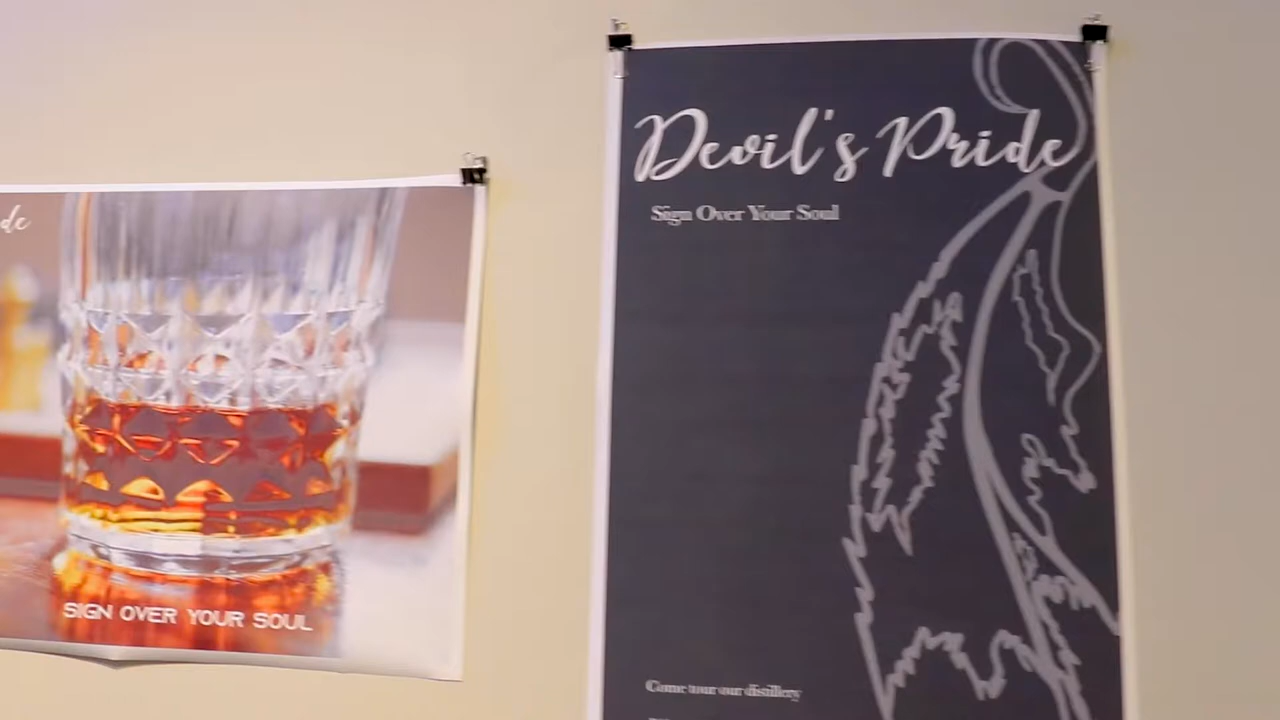 de
SIGN OVER YOUR SOUL
Devil's Pride
Sign Over Your Soul
Come tour our distillery